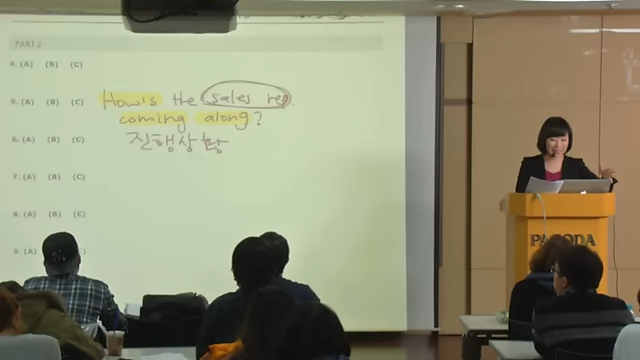 PART 2
4. (A) (B) (C)
5. (A) (B) (C)
How's the sales rep
coming along?
6. (A) (B) (C)
진행상황
7. (A) (B) (C)
8. (A) (B) (C)
9. (A) (C)
PAGODA